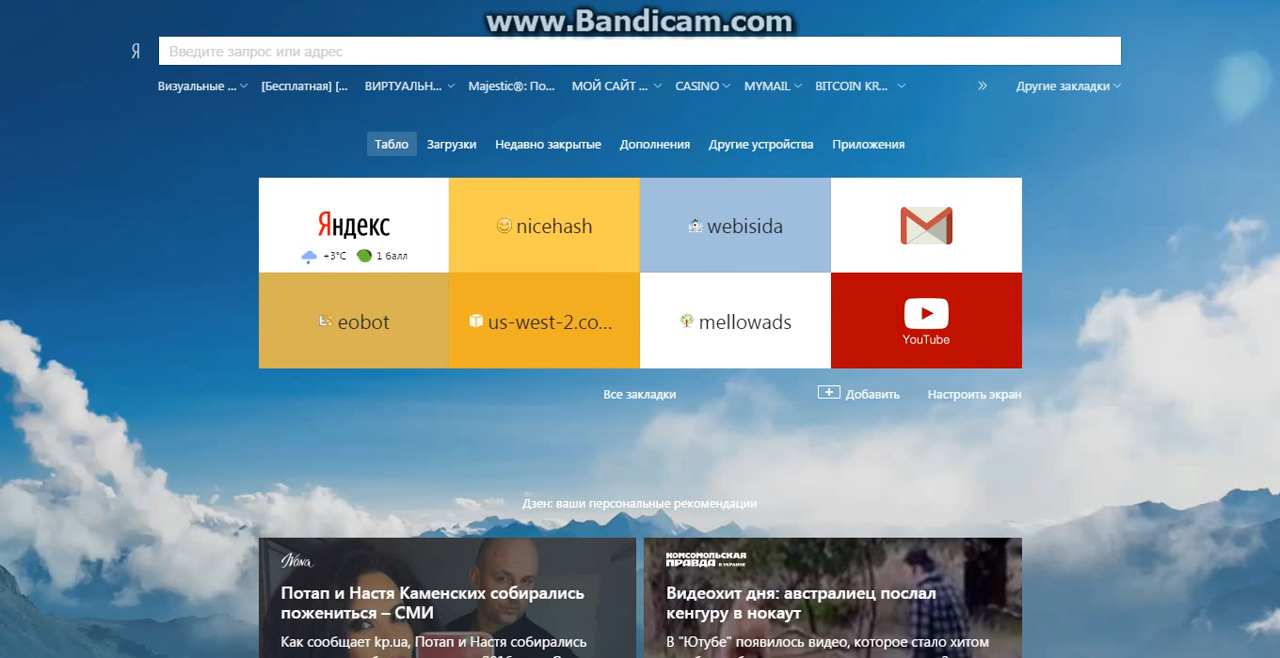 www.Bandicam.com
Я
Введите запрос или адрес
Визуальные ... [Бесплатная] [... ВИРТУАЛЬН... Majestic®: По... МОЙ САЙТ ... CASINO MYMAIL BITCOIN KR... » Другие закладки
Табло Загрузки Недавно закрытые Дополнения Другие устройства Приложения
Яндекс
+3°C 1 балл
nicehash
webisida
eobot
us-west-2.co...
mellowads
YouTube
Все закладки Добавить Настроить экран
Дзен: ваши персональные рекомендации
Nona
Потап и Настя Каменских собирались
пожениться – СМИ
Как сообщает kp.ua, Потап и Настя собирались
КОМСОМОЛЬСКАЯ
ПРАВДА В УКРАИНЕ
Видеохит дня: австралиец послал
кенгуру в нокаут
В "Ютубе" появилось видео, которое стало хитом